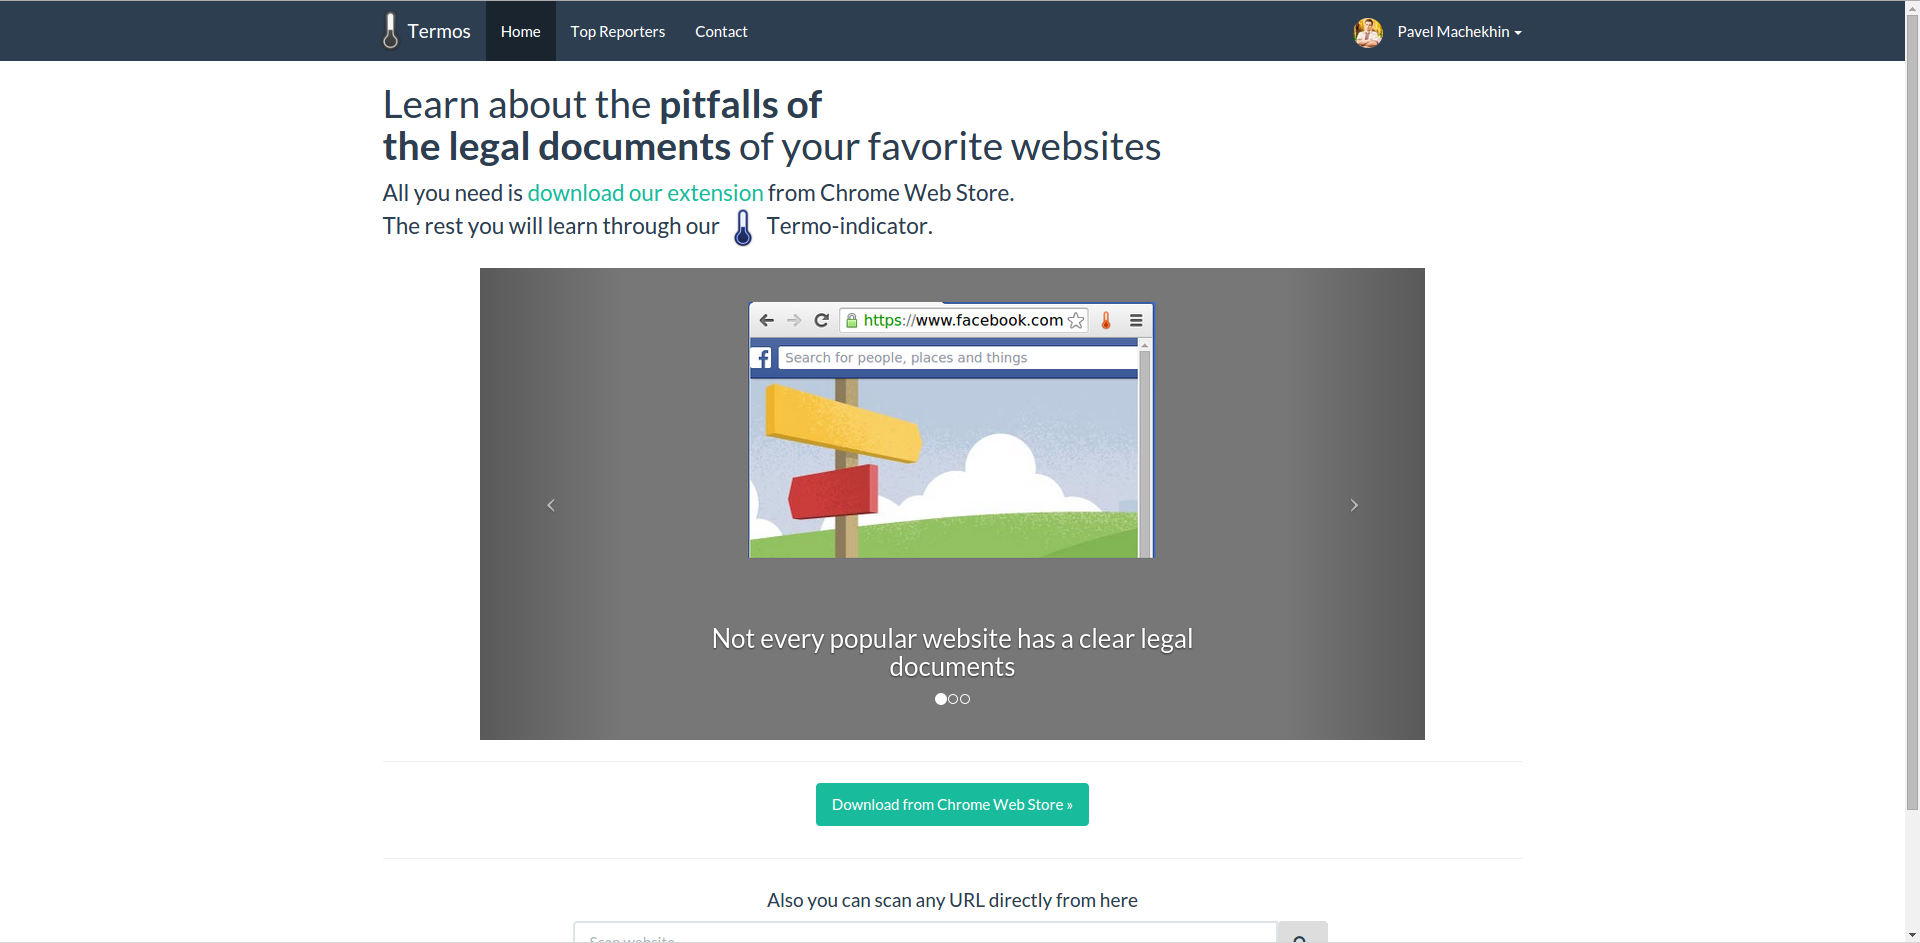 Termos Home Top Reporters Contact Pavel Machekhin
Learn about the pitfalls of
the legal documents of your favorite websites
All you need is download our extension from Chrome Web Store.
The rest you will learn through our Termo-indicator.
https://www.facebook.com
f Search for people, places and things
Not every popular website has a clear legal
documents
Download from Chrome Web Store »
Also you can scan any URL directly from here
Scan website